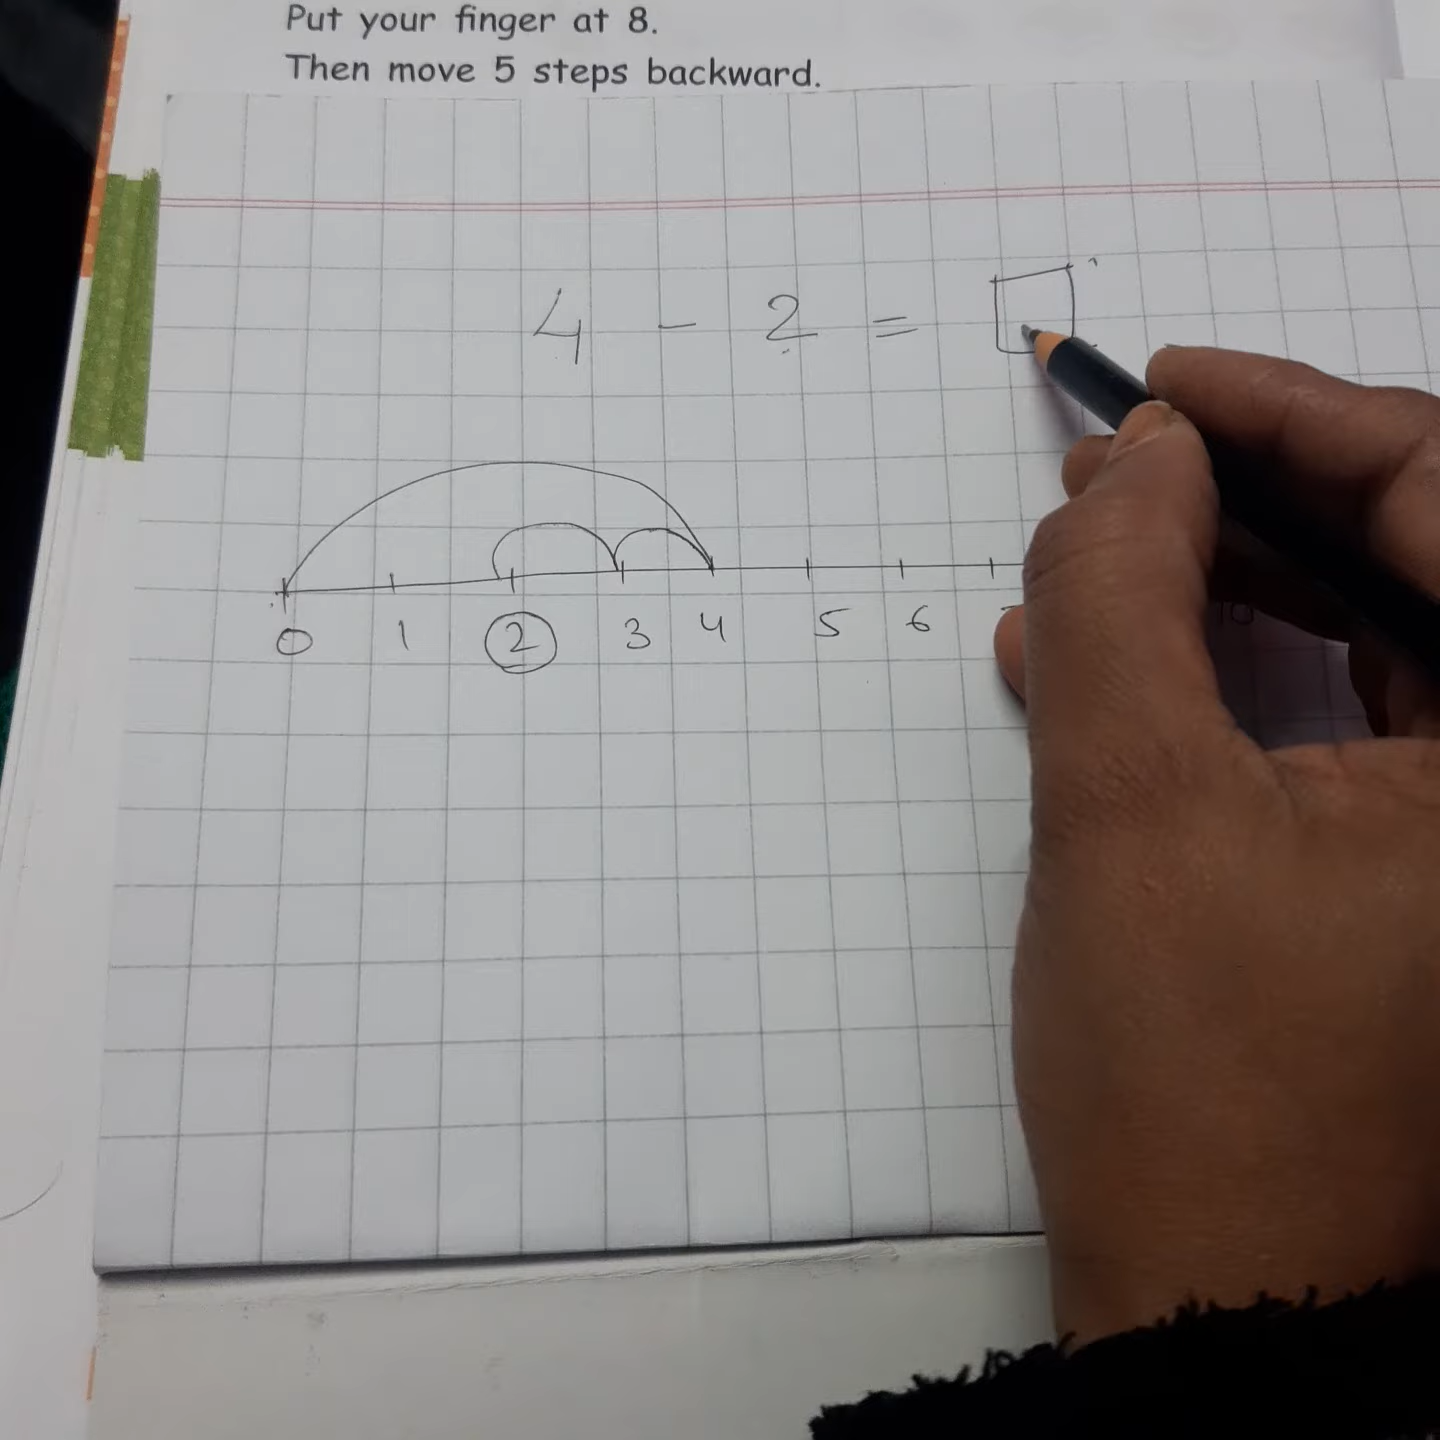 Put your finger at 8.
Then move 5 steps backward.
4 - 2 =
0 1 2 3 4 5 6 10